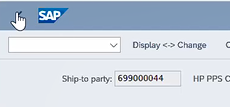 SAP
Display <-> Change
Ship-to party: 699000044 HP PPS